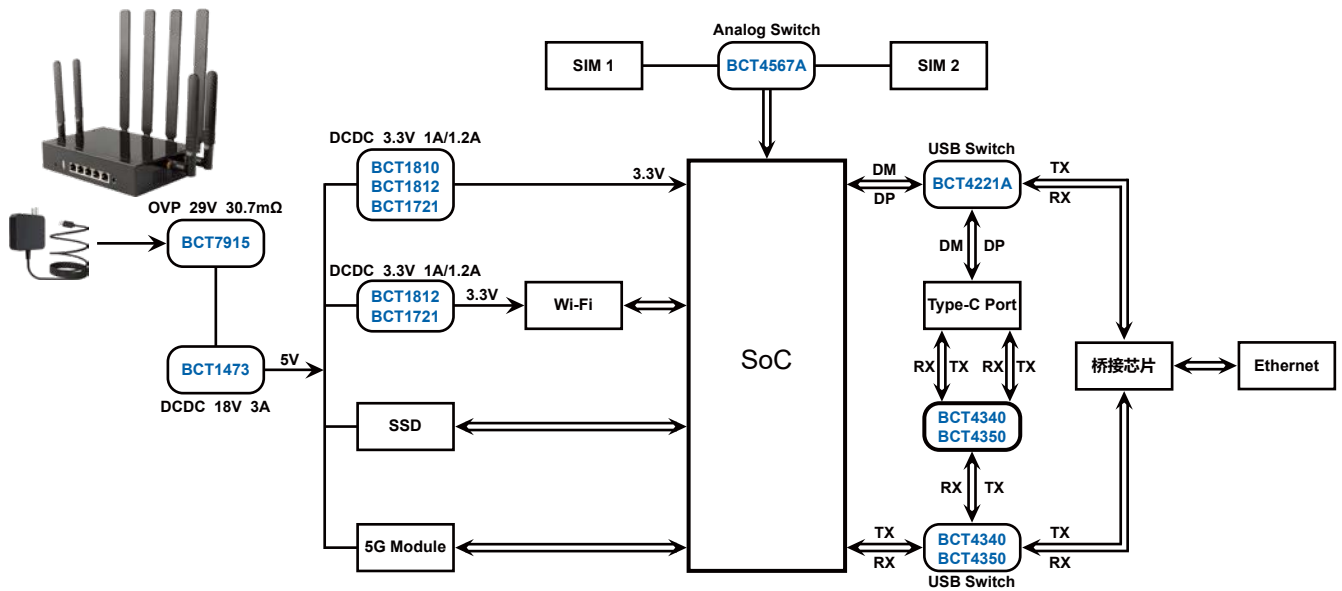 Analog Switch
SIM 1
BCT4567A
SIM 2
DCDC 3.3V 1A/1.2A
BCT1810
BCT1812
BCT1721
3.3V
USB Switch
DM
DP
BCT4221A
TX
RX
OVP 29V 30.7mΩ
BCT7915
DM DP
DCDC 3.3V 1A/1.2A
BCT1812
BCT1721
3.3V
Wi-Fi
Type-C Port
SoC
BCT1473
5V
DCDC 18V 3A
RX TX
RX TX
桥接芯片
Ethernet
SSD
BCT4340
BCT4350
RX TX
5G Module
TX
RX
BCT4340
BCT4350
USB Switch
TX
RX